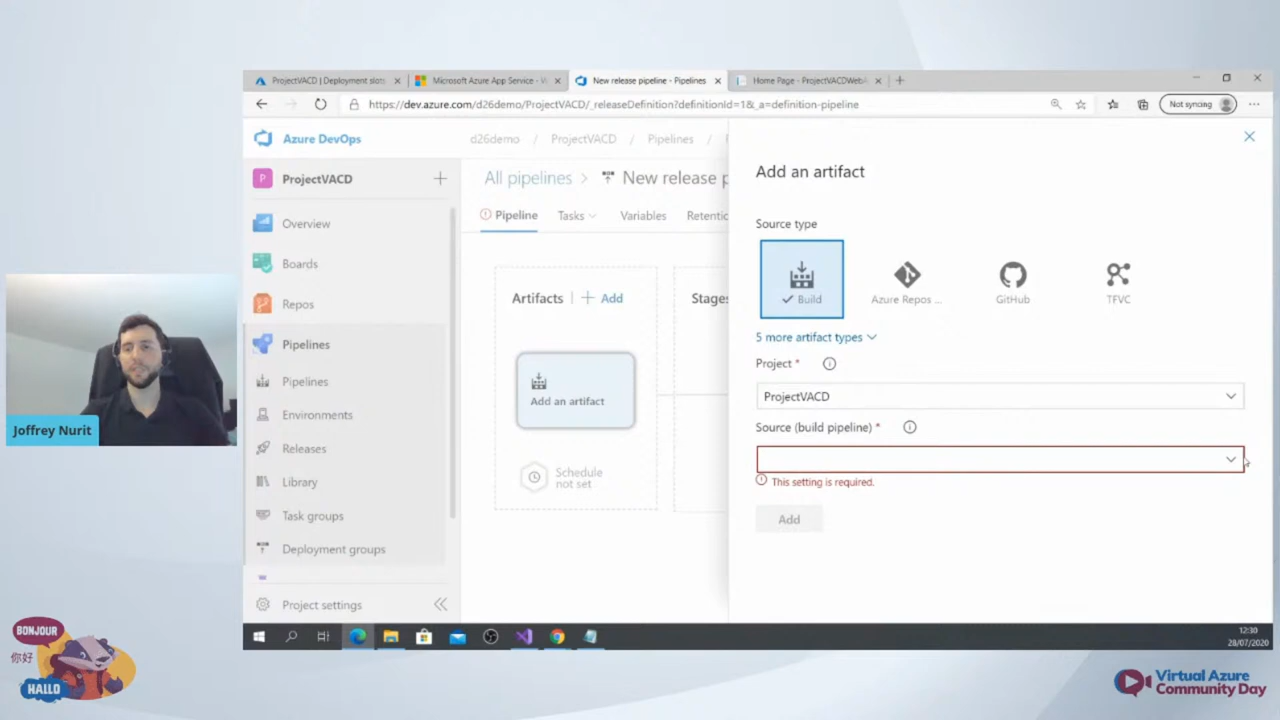 ProjectVACD | Deployment slots
Microsoft Azure App Service - V
New release pipeline - Pipelines
Home Page - ProjectVACDWeb
https://dev.azure.com/d26demo/ProjectVACD/_releaseDefinition?definitionId=1&_a=definition-pipeline
Not syncing
Azure DevOps
d26demo / ProjectVACD / Pipelines /
P ProjectVACD
Overview
Boards
Repos
Pipelines
Pipelines
Environments
Releases
Library
Task groups
Deployment groups
Project settings
All pipelines > New release p
Pipeline Tasks Variables Retentio
Artifacts | + Add
Stages
Add an artifact
Schedule
not set
Add an artifact
Source type
Build
Azure Repos ...
GitHub
TFVC
5 more artifact types
Project *
ProjectVACD
Source (build pipeline) *
This setting is required.
Add
12:30
28/07/2020
Joffrey Nurit
BONJOUR
你好
HALLO
Virtual Azure
Community Day